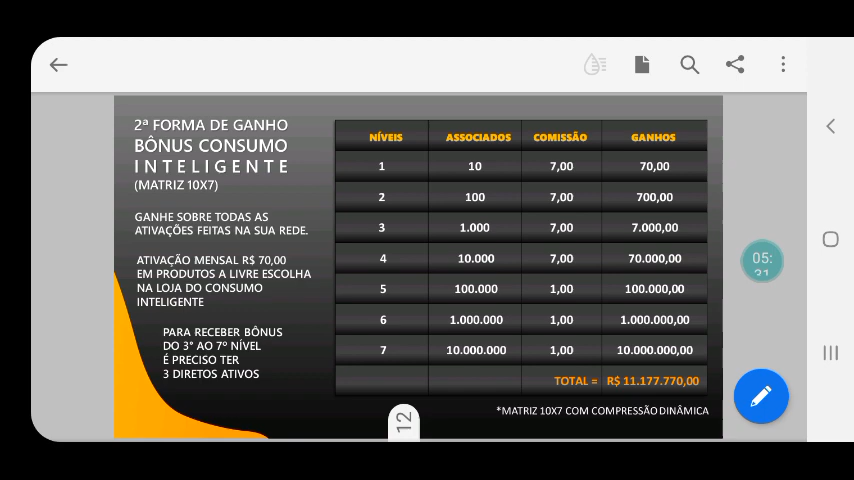 2ª FORMA DE GANHO
BÔNUS CONSUMO
INTELIGENTE
(MATRIZ 10X7)
GANHE SOBRE TODAS AS
ATIVAÇÕES FEITAS NA SUA REDE.
ATIVAÇÃO MENSAL R$ 70,00
EM PRODUTOS A LIVRE ESCOLHA
NA LOJA DO CONSUMO
INTELIGENTE
PARA RECEBER BÔNUS
DO 3° AO 7º NÍVEL
É PRECISO TER
3 DIRETOS ATIVOS
NÍVEIS ASSOCIADOS COMISSÃO GANHOS
1 10 7,00 70,00
2 100 7,00 700,00
3 1.000 7,00 7.000,00
4 10.000 7,00 70.000,00
5 100.000 1,00 100.000,00
6 1.000.000 1,00 1.000.000,00
7 10.000.000 1,00 10.000.000,00
TOTAL = R$ 11.177.770,00
*MATRIZ 10X7 COM COMPRESSÃO DINÂMICA
12
05:
31